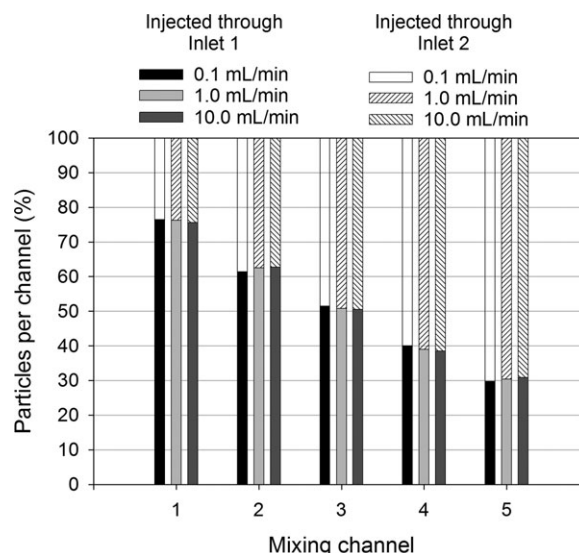 Injected through
Inlet 1
0.1 mL/min
1.0 mL/min
10.0 mL/min
Injected through
Inlet 2
0.1 mL/min
1.0 mL/min
10.0 mL/min
Particles per channel (%)
100
90
80
70
60
50
40
30
20
10
0
1 2 3 4 5
Mixing channel